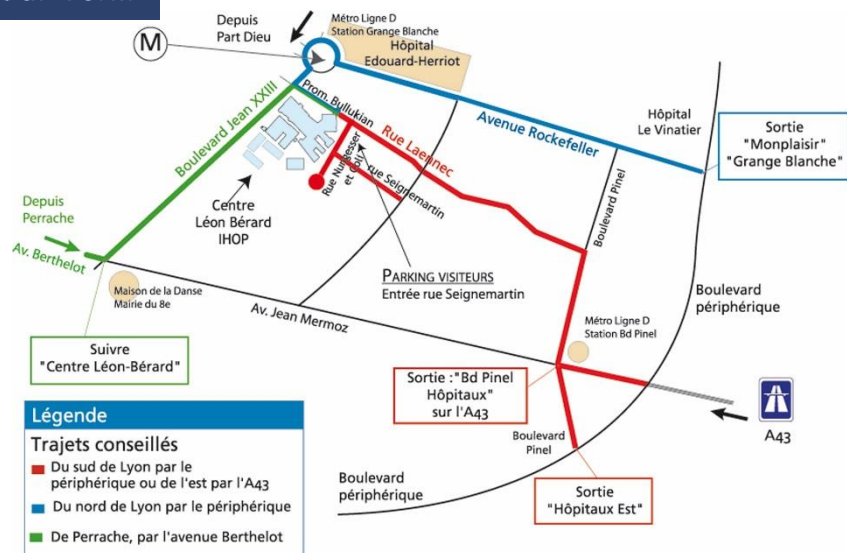 Depuis
Part Dieu
M
Métro Ligne D
Station Grange Blanche
Hôpital
Edouard-Herriot
Prom. Bullukian
Boulevard Jean XXIII
Rue Laennec
Avenue Rockefeller
Hôpital
Le Vinatier
Sortie
"Monplaisir"
"Grange Blanche"
Rue Nungesser
et Coli
rue Seignemartin
Boulevard Pinel
Centre
Léon Bérard
IHOP
Depuis
Perrache
Av. Berthelot
PARKING VISITEURS
Entrée rue Seignemartin
Boulevard
périphérique
Maison de la Danse
Mairie du 8e
Av. Jean Mermoz
Métro Ligne D
Station Bd Pinel
Suivre
"Centre Léon-Bérard"
Sortie :"Bd Pinel
Hôpitaux"
sur l'A43
A43
Boulevard
Pinel
Boulevard
périphérique
Sortie
"Hôpitaux Est"
Légende
Trajets conseillés
Du sud de Lyon par le
périphérique ou de l'est par l'A43
Du nord de Lyon par le périphérique
De Perrache, par l'avenue Berthelot